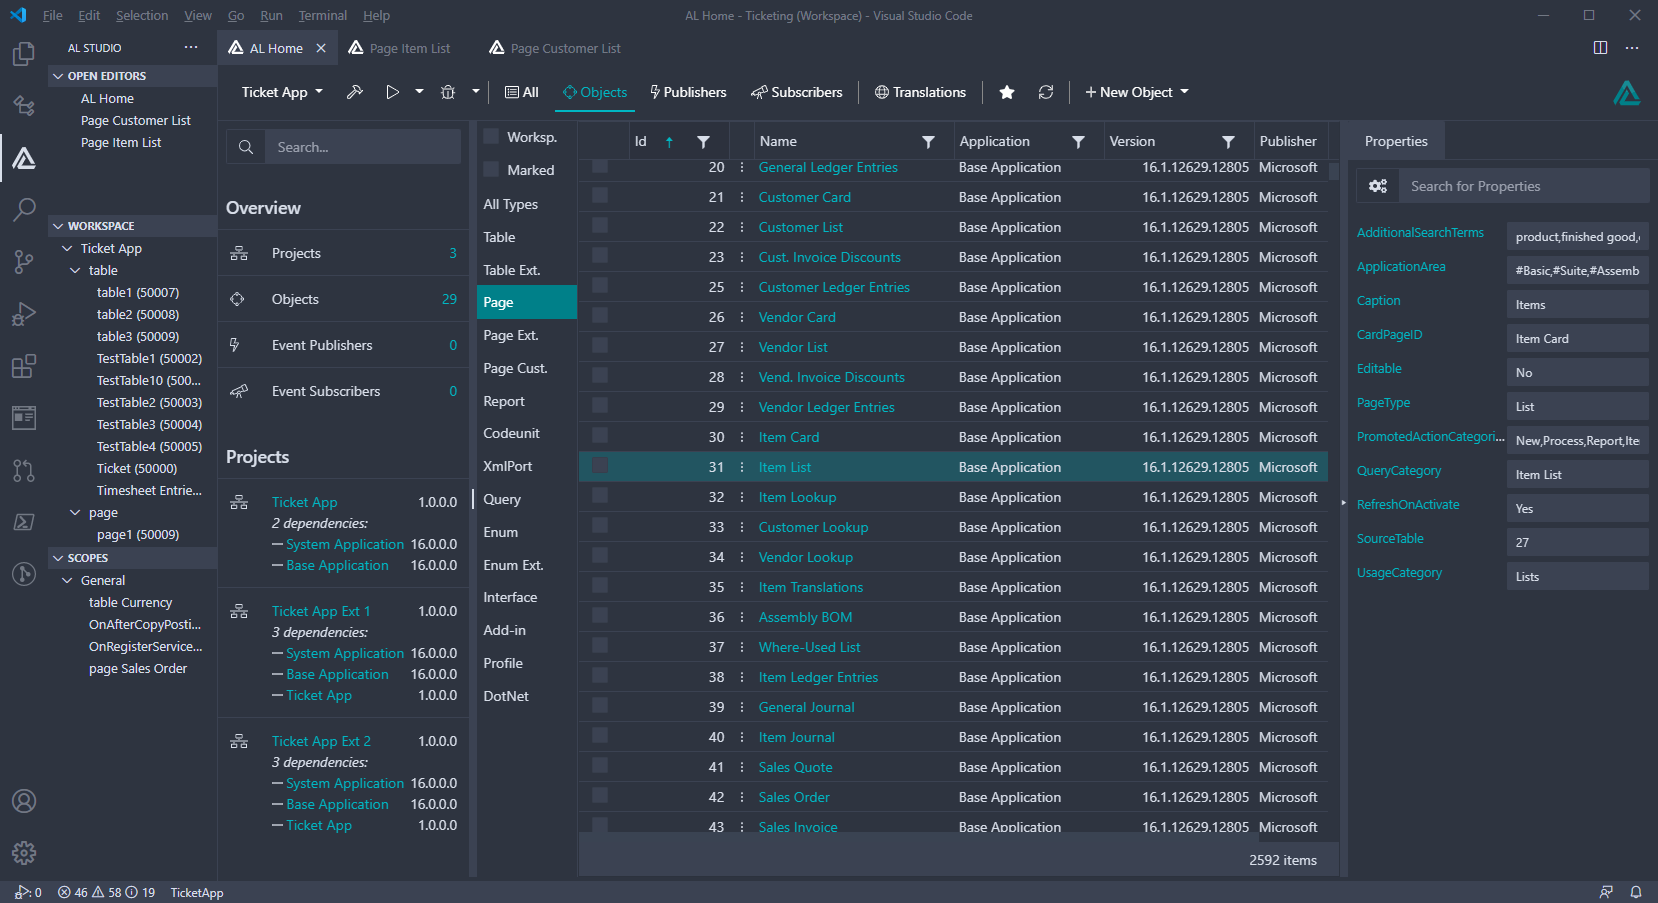 File Edit Selection View Go Run Terminal Help
AL Home - Ticketing (Workspace) - Visual Studio Code
AL STUDIO
OPEN EDITORS
AL Home
Page Customer List
Page Item List
WORKSPACE
Ticket App
table
table1 (50007)
table2 (50008)
table3 (50009)
TestTable1 (50002)
TestTable10 (500...
TestTable2 (50003)
TestTable3 (50004)
TestTable4 (50005)
Ticket (50000)
Timesheet Entrie...
page
page1 (50009)
SCOPES
General
table Currency
OnAfterCopyPosti...
OnRegisterService...
page Sales Order
AL Home Page Item List Page Customer List
Ticket App All Objects Publishers Subscribers Translations New Object
Search...
Overview
Projects 3
Objects 29
Event Publishers 0
Event Subscribers 0
Projects
Ticket App 1.0.0.0
2 dependencies:
System Application 16.0.0.0
Base Application 16.0.0.0
Ticket App Ext 1 1.0.0.0
3 dependencies:
System Application 16.0.0.0
Base Application 16.0.0.0
Ticket App 1.0.0.0
Ticket App Ext 2 1.0.0.0
3 dependencies:
System Application 16.0.0.0
Base Application 16.0.0.0
Ticket App 1.0.0.0
Worksp.
Marked
All Types
Table
Table Ext.
Page
Page Ext.
Page Cust.
Report
Codeunit
XmlPort
Query
Enum
Enum Ext.
Interface
Add-in
Profile
DotNet
Id Name Application Version Publisher
20 General Ledger Entries Base Application 16.1.12629.12805 Microsoft
21 Customer Card Base Application 16.1.12629.12805 Microsoft
22 Customer List Base Application 16.1.12629.12805 Microsoft
23 Cust. Invoice Discounts Base Application 16.1.12629.12805 Microsoft
25 Customer Ledger Entries Base Application 16.1.12629.12805 Microsoft
26 Vendor Card Base Application 16.1.12629.12805 Microsoft
27 Vendor List Base Application 16.1.12629.12805 Microsoft
28 Vend. Invoice Discounts Base Application 16.1.12629.12805 Microsoft
29 Vendor Ledger Entries Base Application 16.1.12629.12805 Microsoft
30 Item Card Base Application 16.1.12629.12805 Microsoft
31 Item List Base Application 16.1.12629.12805 Microsoft
32 Item Lookup Base Application 16.1.12629.12805 Microsoft
33 Customer Lookup Base Application 16.1.12629.12805 Microsoft
34 Vendor Lookup Base Application 16.1.12629.12805 Microsoft
35 Item Translations Base Application 16.1.12629.12805 Microsoft
36 Assembly BOM Base Application 16.1.12629.12805 Microsoft
37 Where-Used List Base Application 16.1.12629.12805 Microsoft
38 Item Ledger Entries Base Application 16.1.12629.12805 Microsoft
39 General Journal Base Application 16.1.12629.12805 Microsoft
40 Item Journal Base Application 16.1.12629.12805 Microsoft
41 Sales Quote Base Application 16.1.12629.12805 Microsoft
42 Sales Order Base Application 16.1.12629.12805 Microsoft
43 Sales Invoice Base Application 16.1.12629.12805 Microsoft
2592 items
Properties
Search for Properties
AdditionalSearchTerms product,finished good,
ApplicationArea #Basic,#Suite,#Assemb
Caption Items
CardPageID Item Card
Editable No
PageType List
PromotedActionCategori... New,Process,Report,Ite
QueryCategory Item List
RefreshOnActivate Yes
SourceTable 27
UsageCategory Lists
: 0 46 58 19 TicketApp